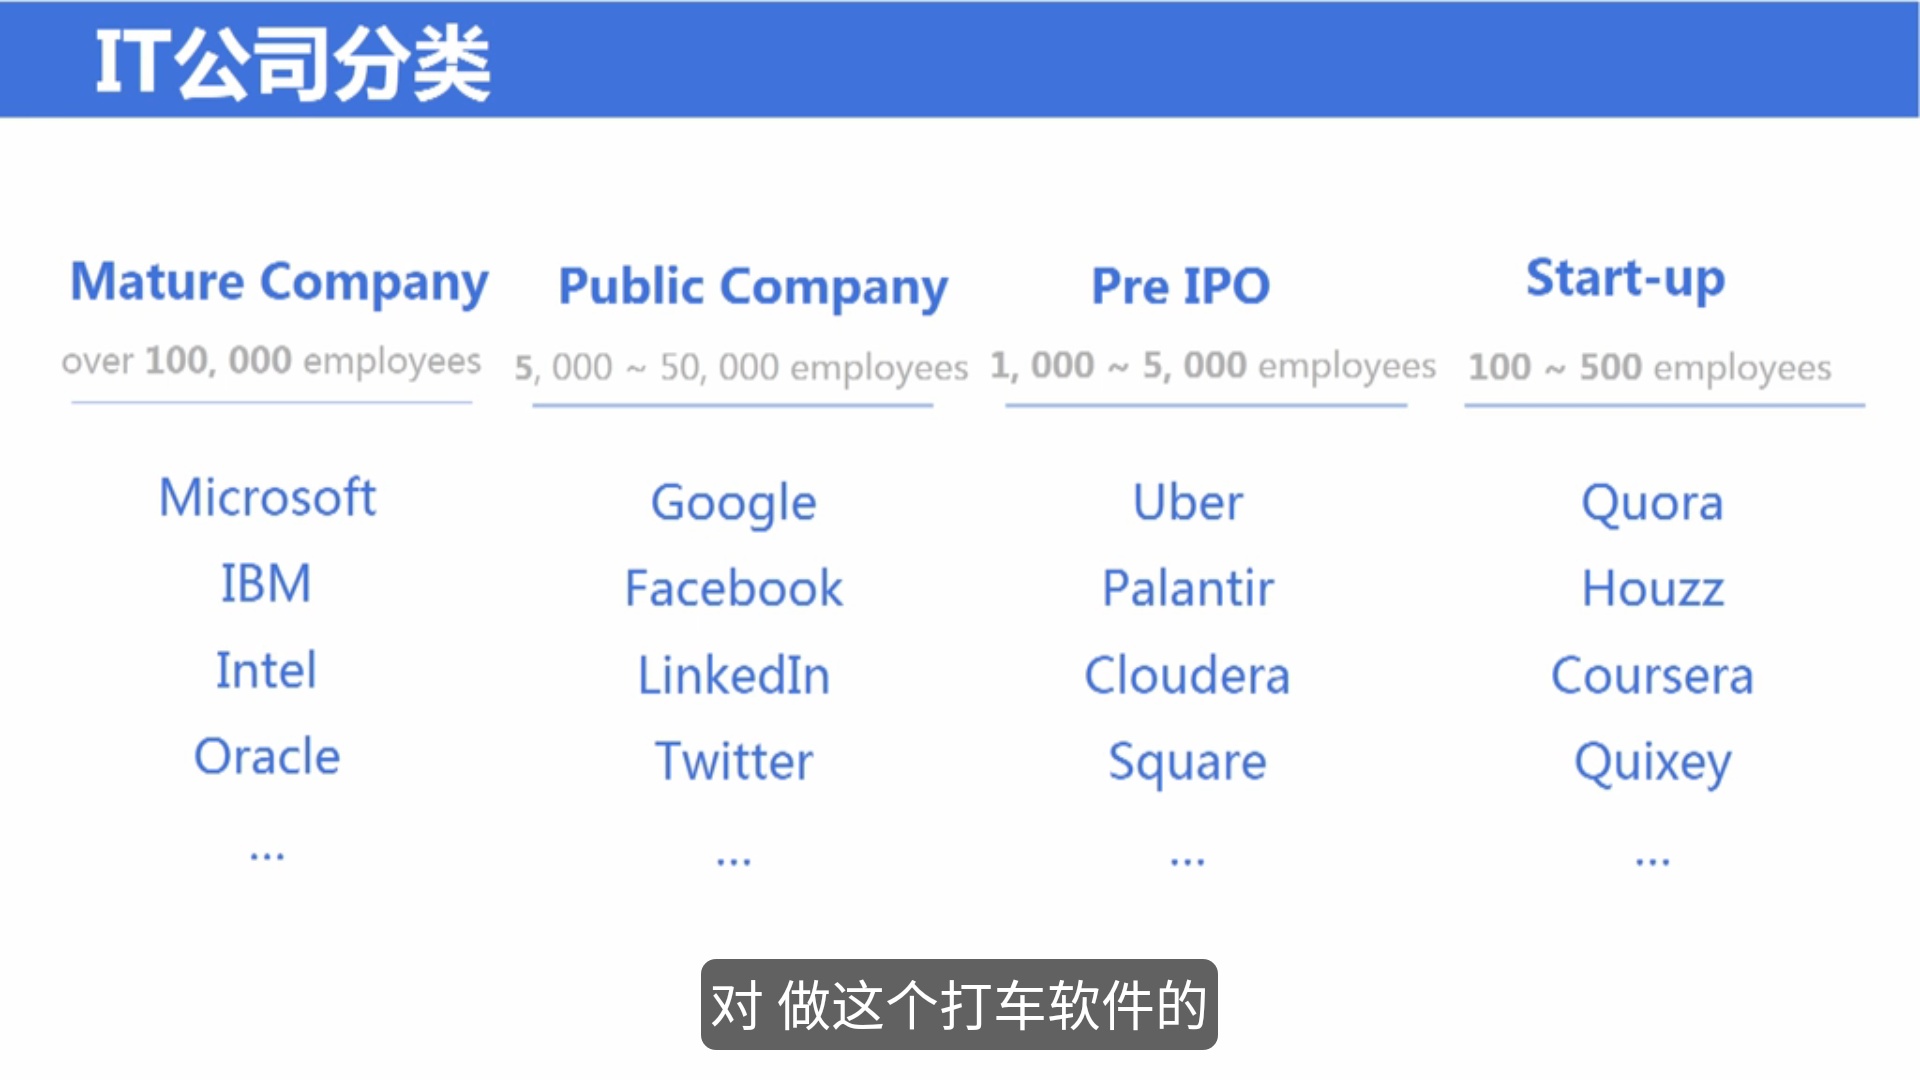 IT公司分类
Mature Company
over 100, 000 employees
Microsoft
IBM
Intel
Oracle
...
Public Company
5, 000 ~ 50, 000 employees
Google
Facebook
LinkedIn
Twitter
...
Pre IPO
1, 000 ~ 5, 000 employees
Uber
Palantir
Cloudera
Square
...
Start-up
100 ~ 500 employees
Quora
Houzz
Coursera
Quixey
...
对 做这个打车软件的